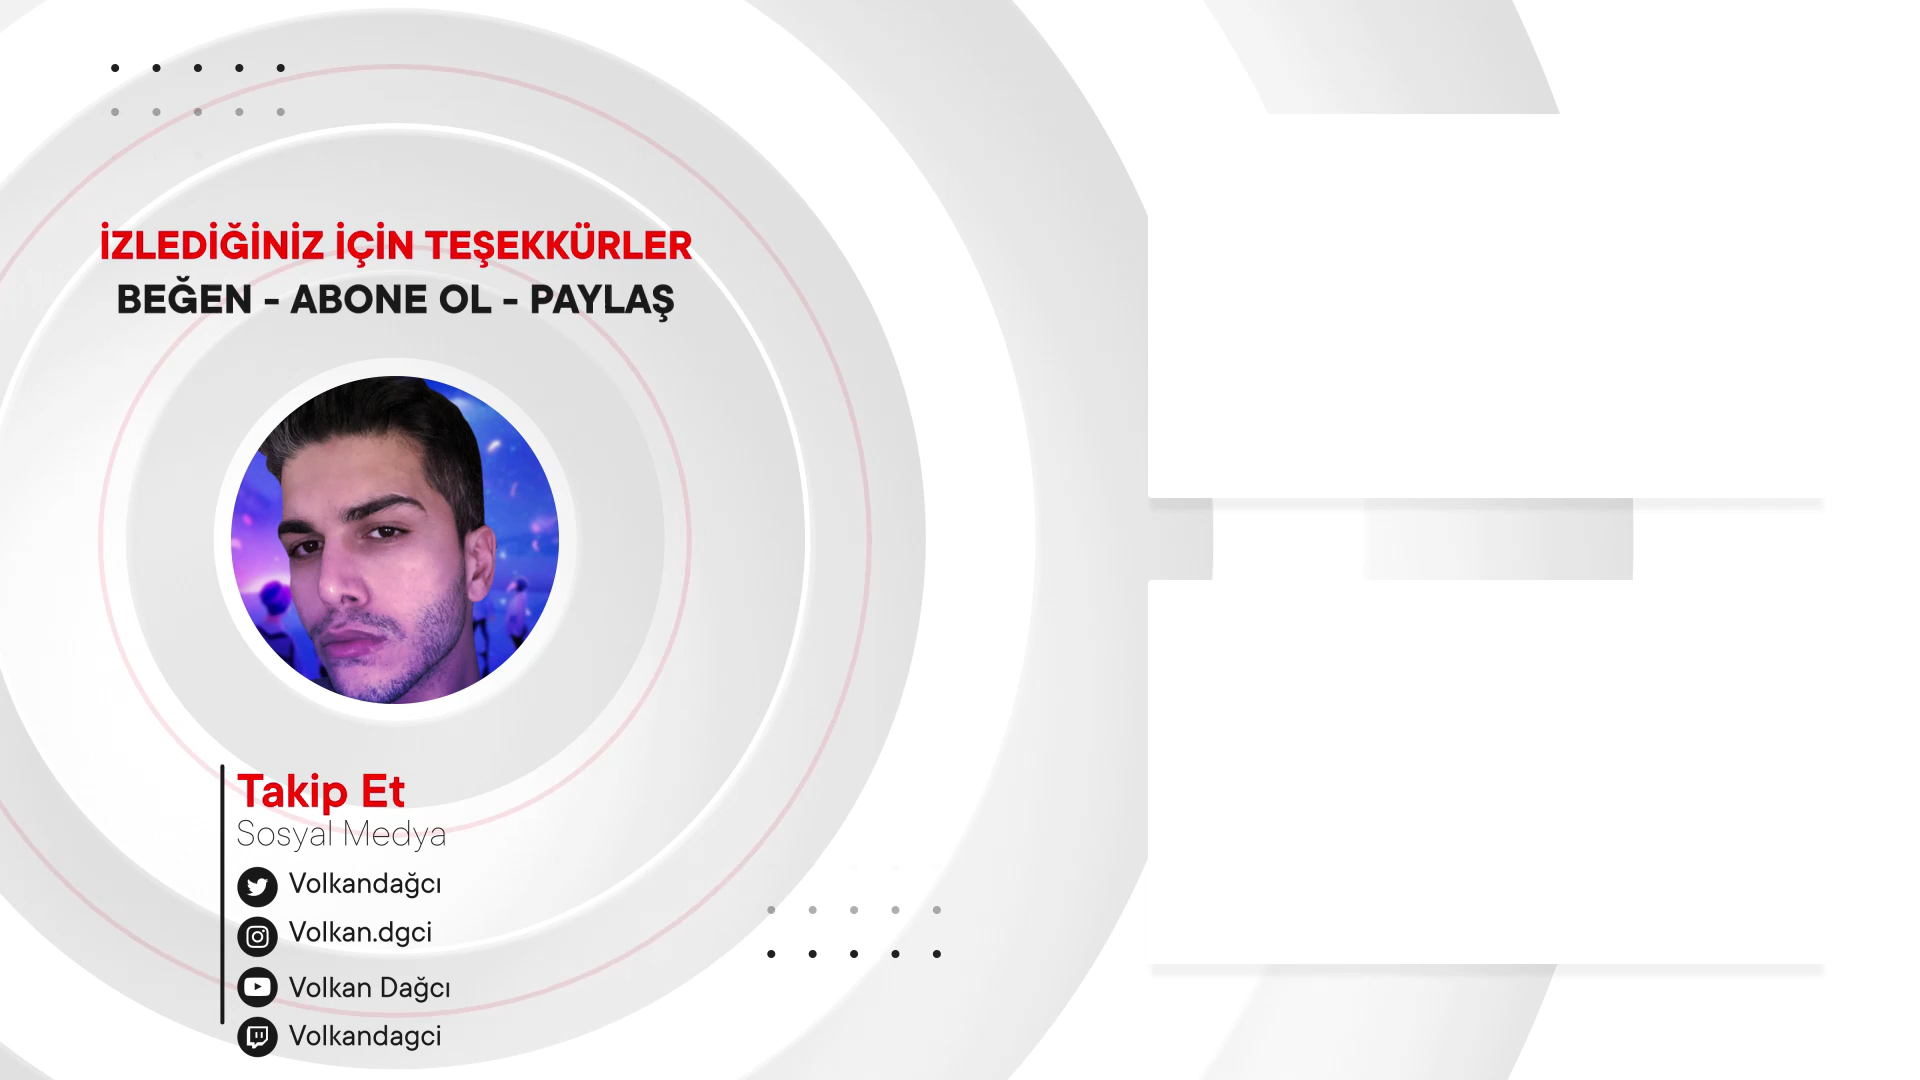 İZLEDİĞİNİZ İÇİN TEŞEKKÜRLER
BEĞEN - ABONE OL - PAYLAŞ
Takip Et
Sosyal Medya
Volkandağcı
Volkan.dgci
Volkan Dağcı
Volkandagci